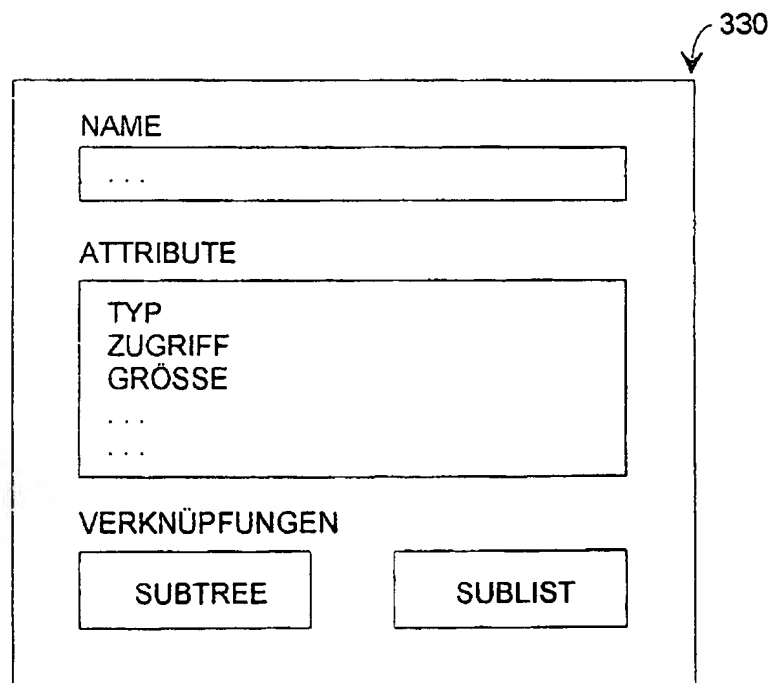 330
NAME
. . .
ATTRIBUTE
TYP
ZUGRIFF
GRÖSSE
. . .
. . .
VERKNÜPFUNGEN
SUBTREE SUBLIST